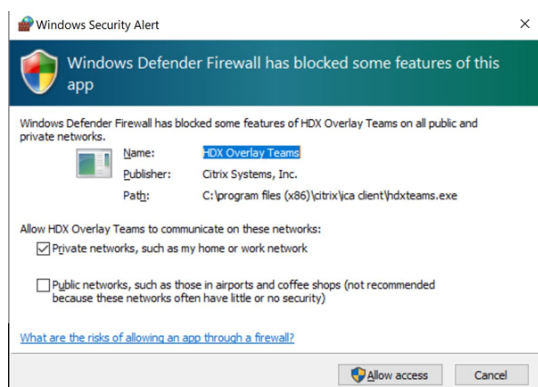 Windows Security Alert
Windows Defender Firewall has blocked some features of this
app
Windows Defender Firewall has blocked some features of HDX Overlay Teams on all public and
private networks.
Name: HDX Overlay Teams
Publisher: Citrix Systems, Inc.
Path: C:\program files (x86)\citrix\ica client\hdxteams.exe
Allow HDX Overlay Teams to communicate on these networks:
Private networks, such as my home or work network
Public networks, such as those in airports and coffee shops (not recommended
because these networks often have little or no security)
What are the risks of allowing an app through a firewall?
Allow access Cancel